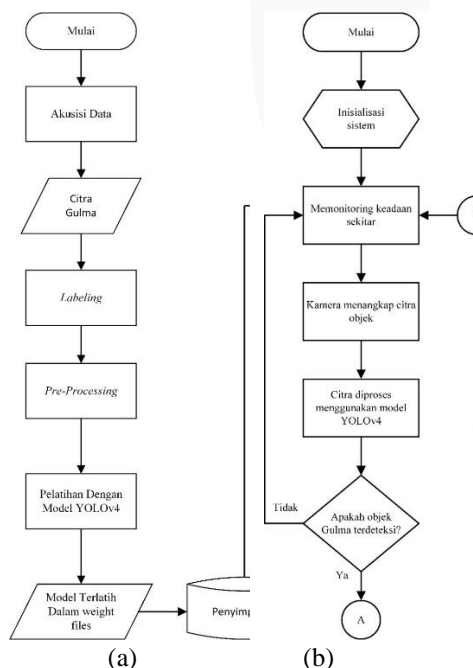 Mulai
Akusisi Data
Citra
Gulma
Labeling
Pre-Processing
Pelatihan Dengan
Model YOLOv4
Model Terlatih
Dalam weight
files
Penyimp
(a)
Mulai
Inisialisasi
sistem
Memonitoring keadaan
sekitar
Kamera menangkap citra
objek
Citra diproses
menggunakan model
YOLOv4
Tidak
Apakah objek
Gulma terdeteksi?
Ya
A
(b)